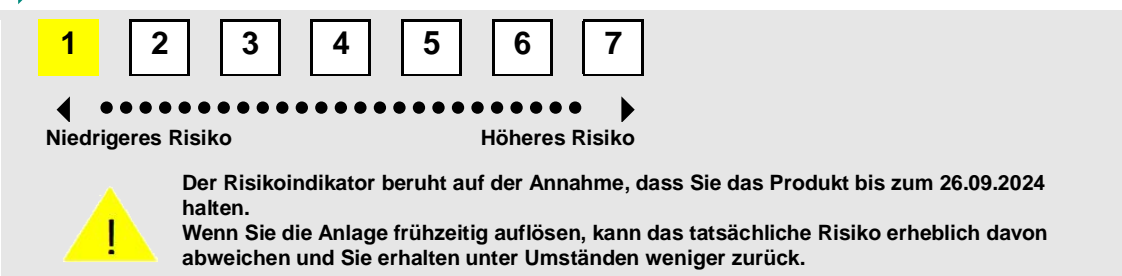 1 2 3 4 5 6 7
Niedrigeres Risiko Höheres Risiko
Der Risikoindikator beruht auf der Annahme, dass Sie das Produkt bis zum 26.09.2024
halten.
Wenn Sie die Anlage frühzeitig auflösen, kann das tatsächliche Risiko erheblich davon
abweichen und Sie erhalten unter Umständen weniger zurück.
!